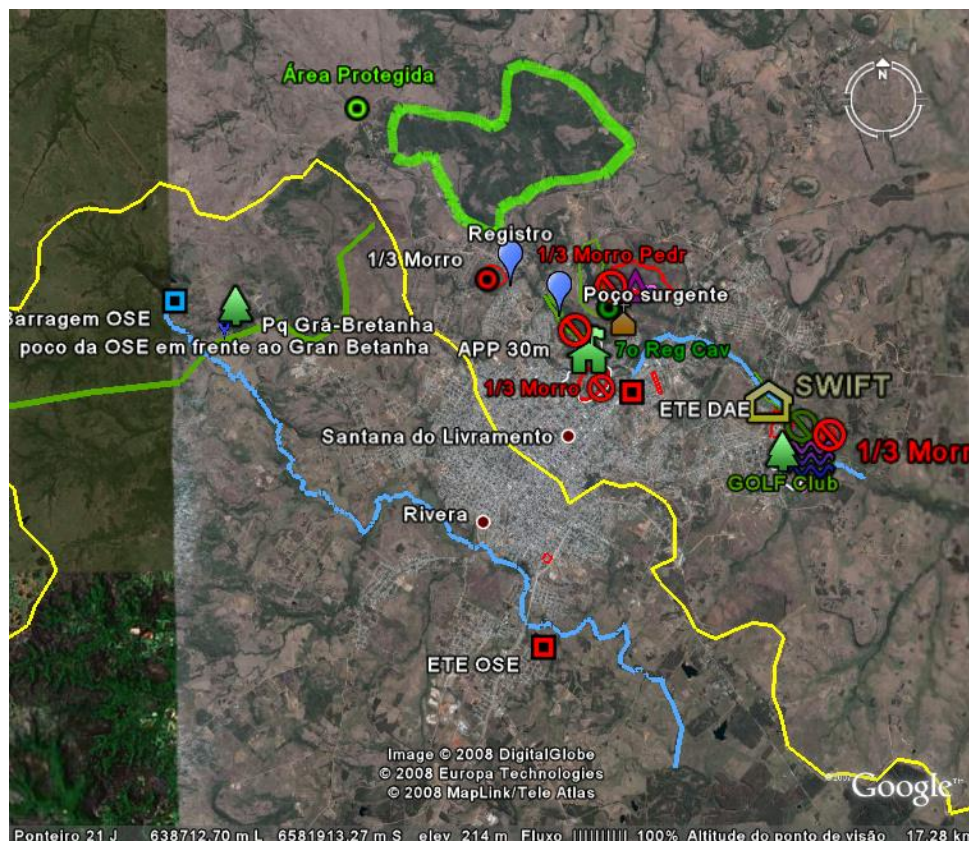 Área Protegida
N
Registro
1/3 Morro
1/3 Morro Pedr
Poço surgente
Barragem OSE
Pq Grã-Bretanha
poco da OSE em frente ao Gran Betanha
APP 30m
7o Reg Cav
1/3 Morro
SWIFT
ETE DAE
Santana do Livramento
1/3 Morr
GOLF Club
Rivera
ETE OSE
Image © 2008 DigitalGlobe
© 2008 Europa Technologies
© 2008 MapLink/Tele Atlas
Google™
Ponteiro 21 J 638712.70 m L 6581913.27 m S elev 214 m Fluxo |||||||||| 100% Altitude do ponto de visão 17.28 km